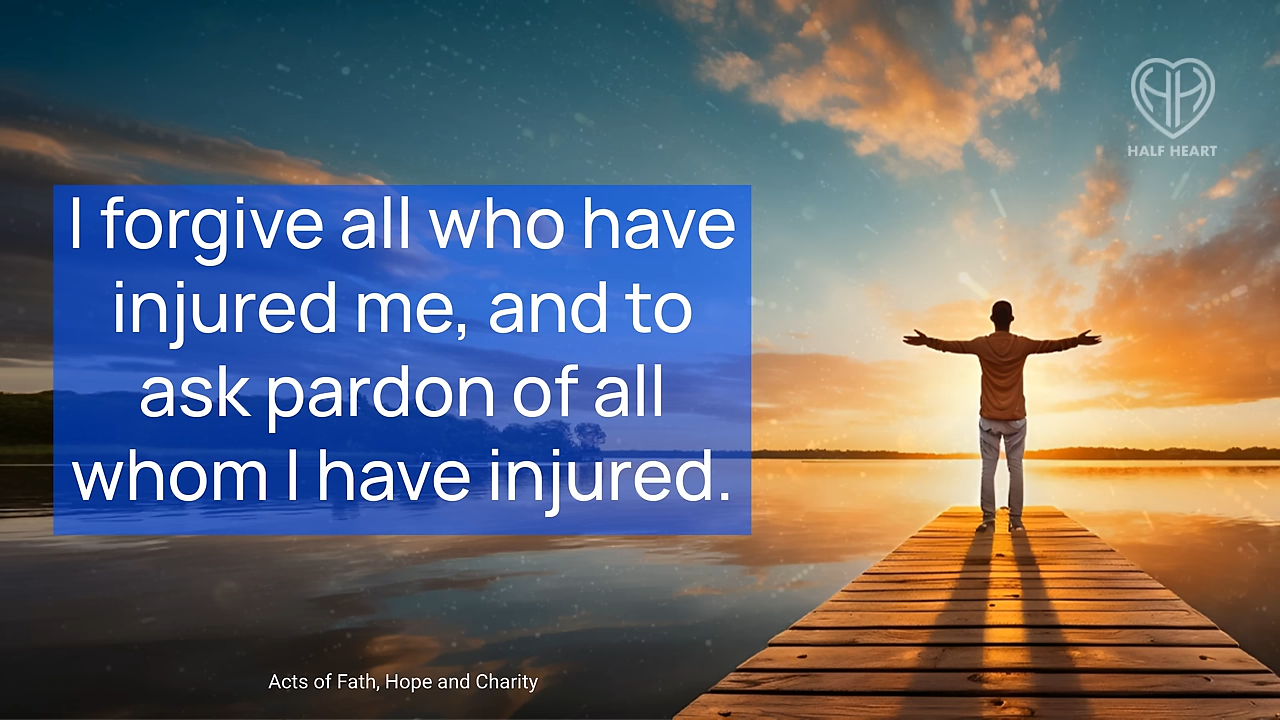 HALF HEART
I forgive all who have
injured me, and to
ask pardon of all
whom I have injured.
Acts of Fath, Hope and Charity